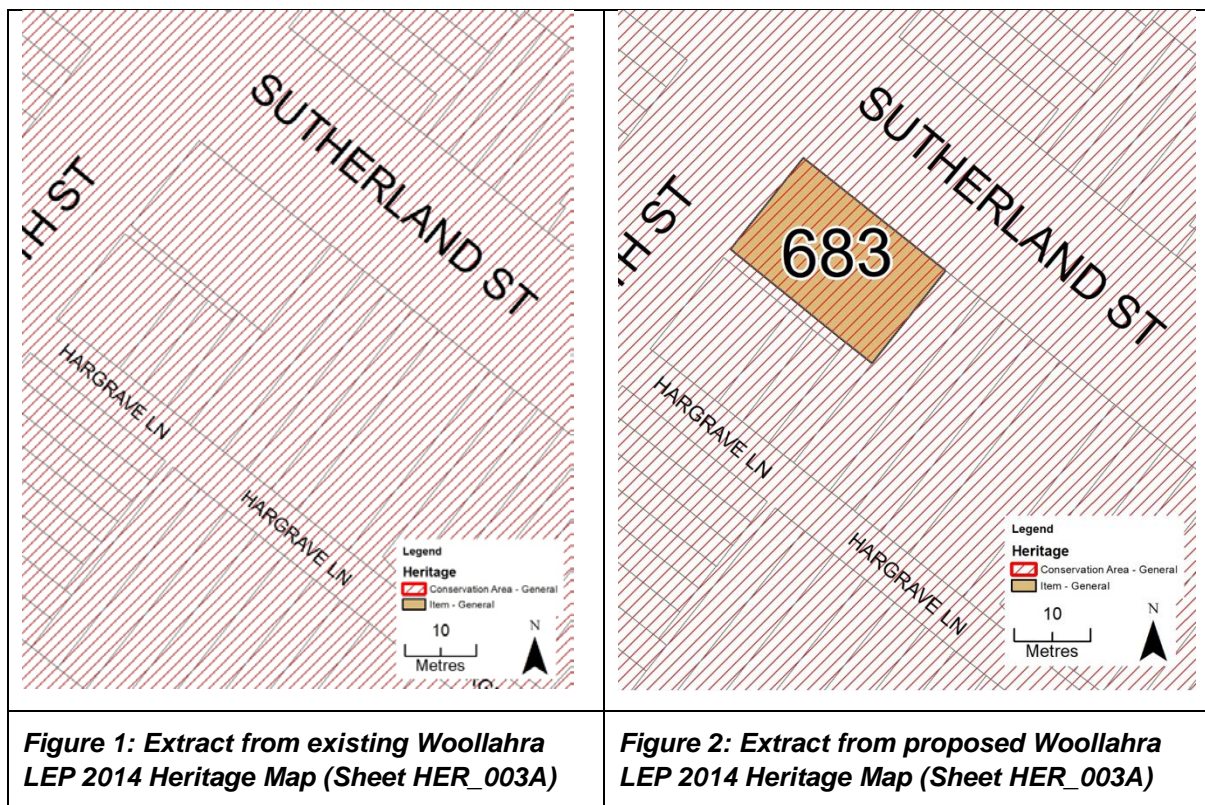 SUTHERLAND ST
H ST
HARGRAVE LN
HARGRAVE LN
Legend
Heritage
Conservation Area - General
Item - General
10
Metres
N
Figure 1: Extract from existing Woollahra
LEP 2014 Heritage Map (Sheet HER_003A)
SUTHERLAND ST
H ST
683
HARGRAVE LN
HARGRAVE LN
Legend
Heritage
Conservation Area - General
Item - General
10
Metres
N
Figure 2: Extract from proposed Woollahra
LEP 2014 Heritage Map (Sheet HER_003A)